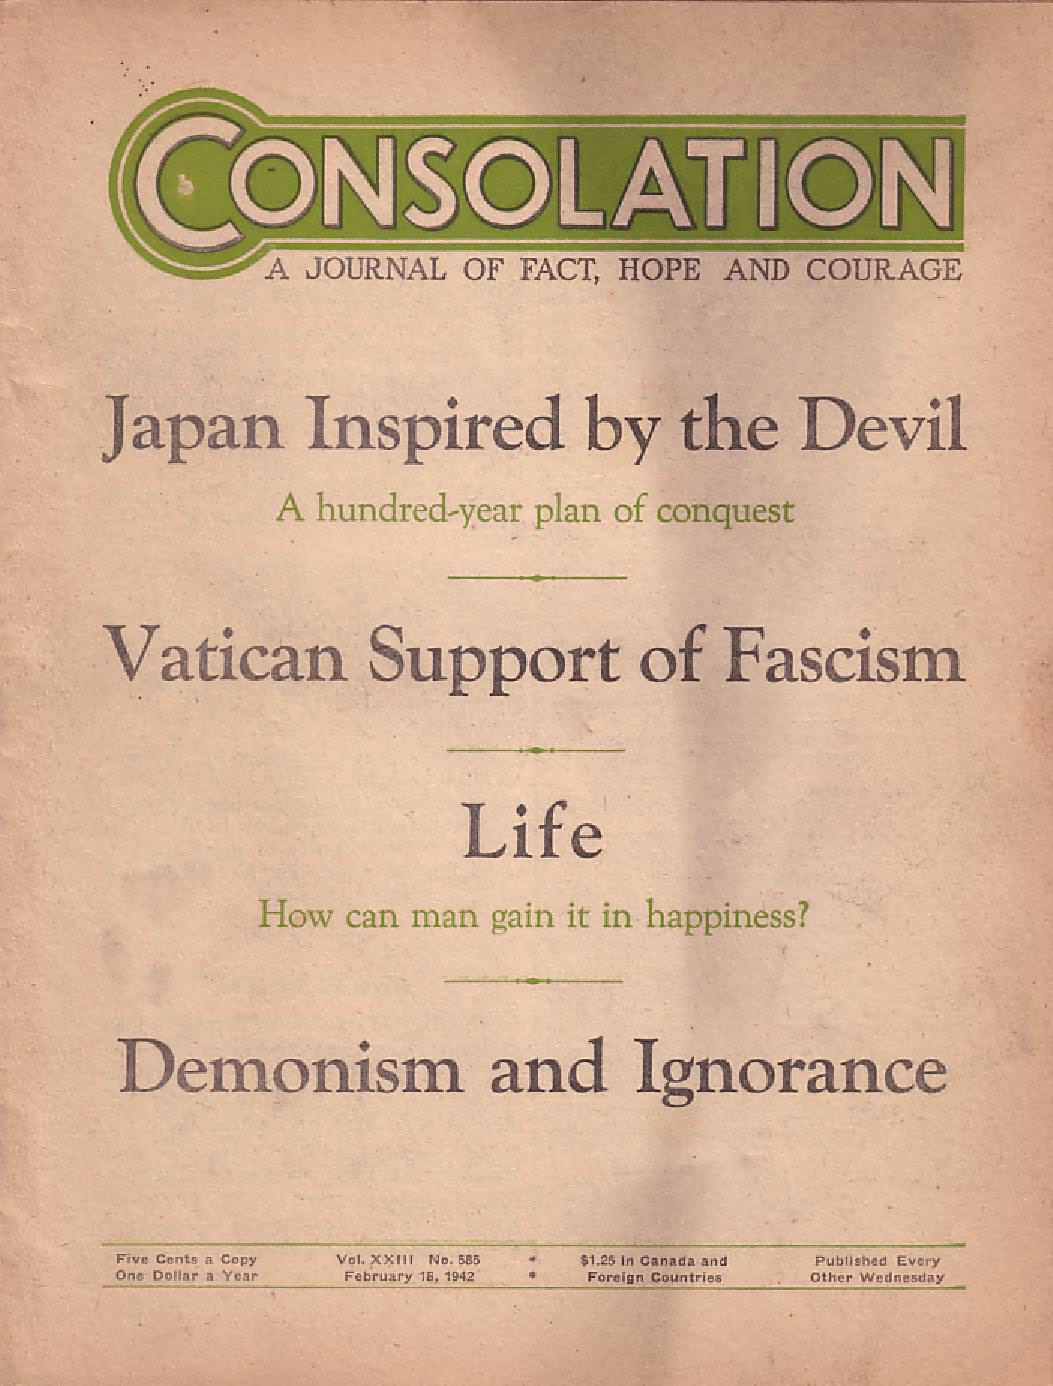 CONSOLATION
A JOURNAL OF FACT, HOPE AND COURAGE
Japan Inspired by the Devil
A hundred-year plan of conquest
Vatican Support of Fascism
Life
How can man gain it in happiness?
Demonism and Ignorance
Five Cents a Copy
One Dollar a Year
Vol. XXIII No. 585
February 18, 1942
$1.25 in Canada and
Foreign Countries
Published Every
Other Wednesday